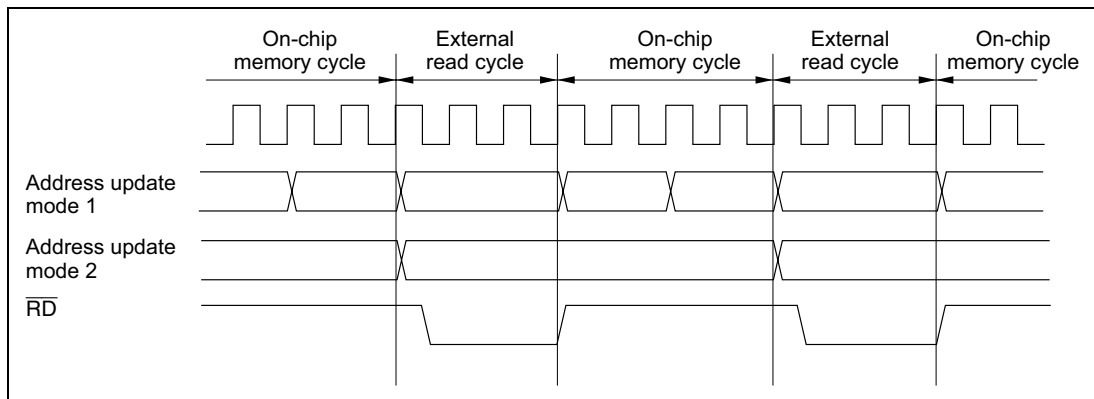 On-chip
memory cycle
External
read cycle
On-chip
memory cycle
External
read cycle
On-chip
memory cycle
Address update
mode 1
Address update
mode 2
RD